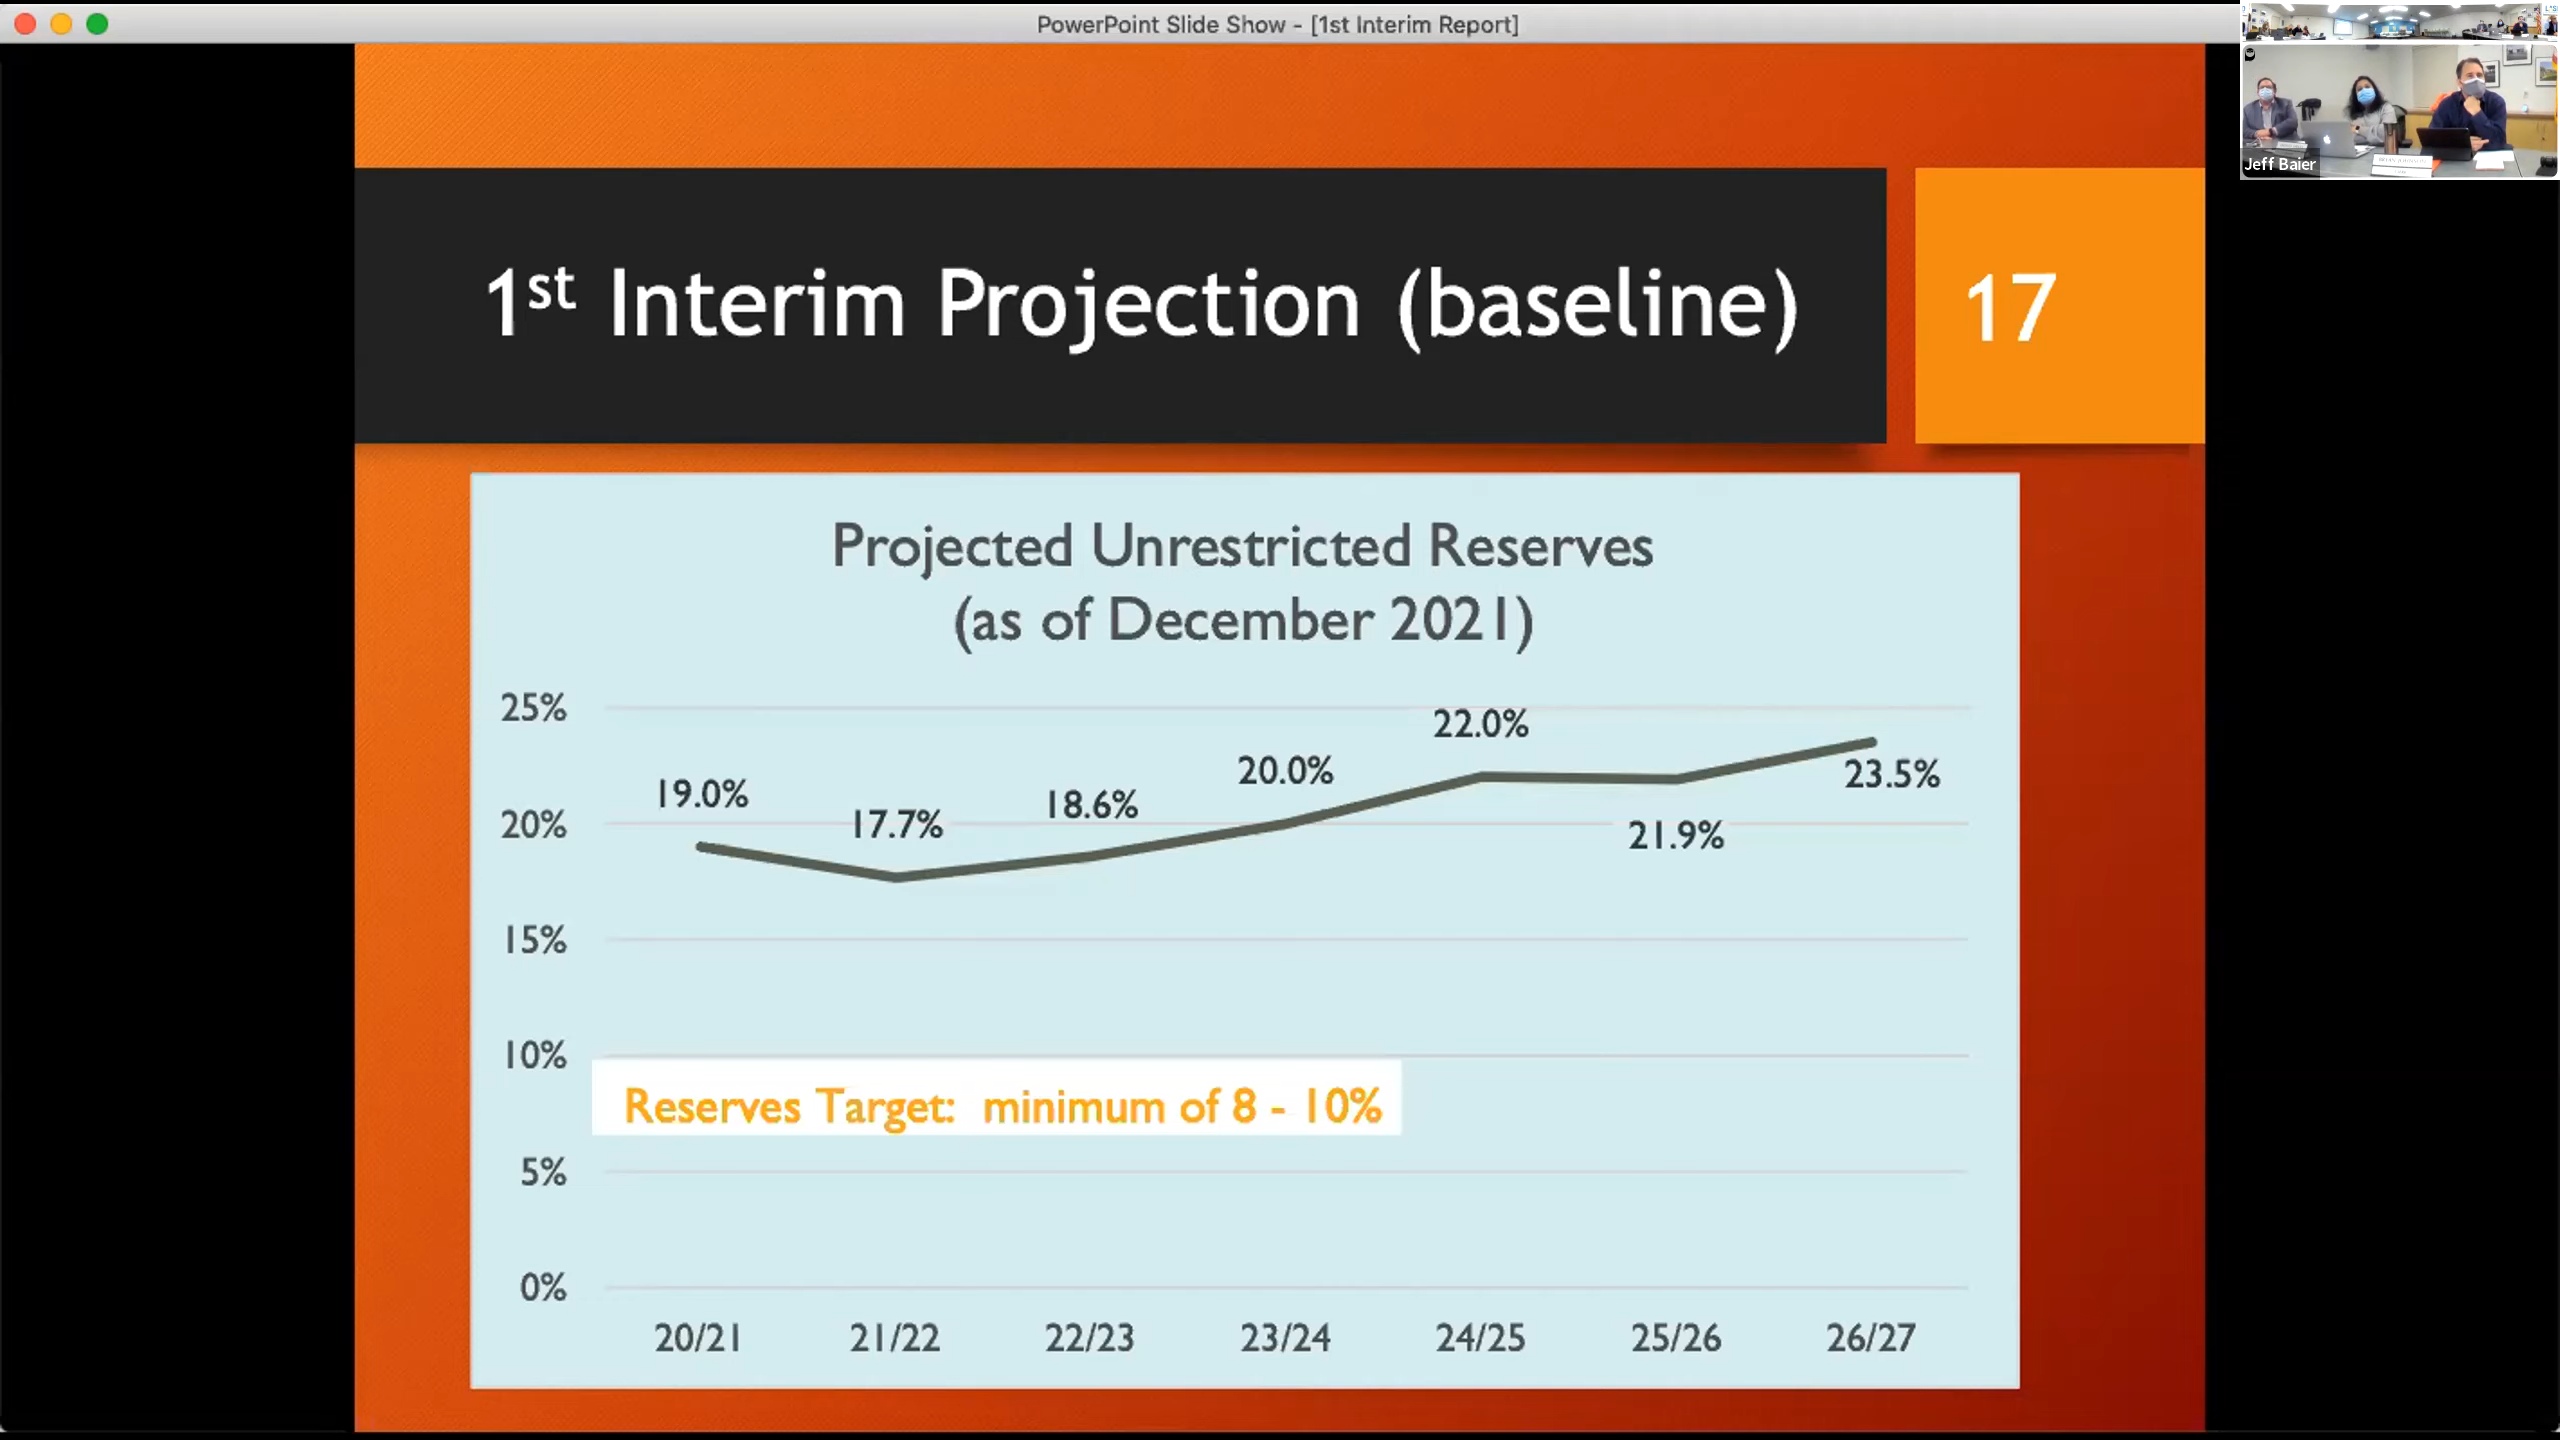 PowerPoint Slide Show - [1st Interim Report]
Jeff Baier
1st Interim Projection (baseline)
17
Projected Unrestricted Reserves
(as of December 2021)
25%
20%
15%
10%
5%
0%
19.0%
17.7%
18.6%
20.0%
22.0%
21.9%
23.5%
Reserves Target: minimum of 8 - 10%
20/21 21/22 22/23 23/24 24/25 25/26 26/27